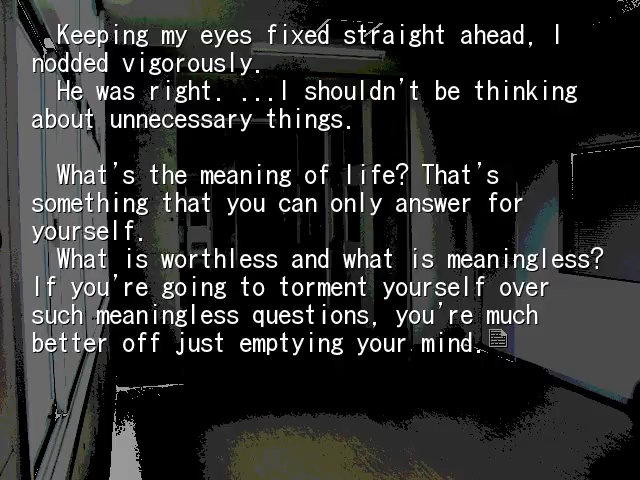 Keeping my eyes fixed straight ahead, I
nodded vigorously.
He was right. ...I shouldn't be thinking
about unnecessary things.
What's the meaning of life? That's
something that you can only answer for
yourself.
What is worthless and what is meaningless?
If you're going to torment yourself over
such meaningless questions, you're much
better off just emptying your mind.